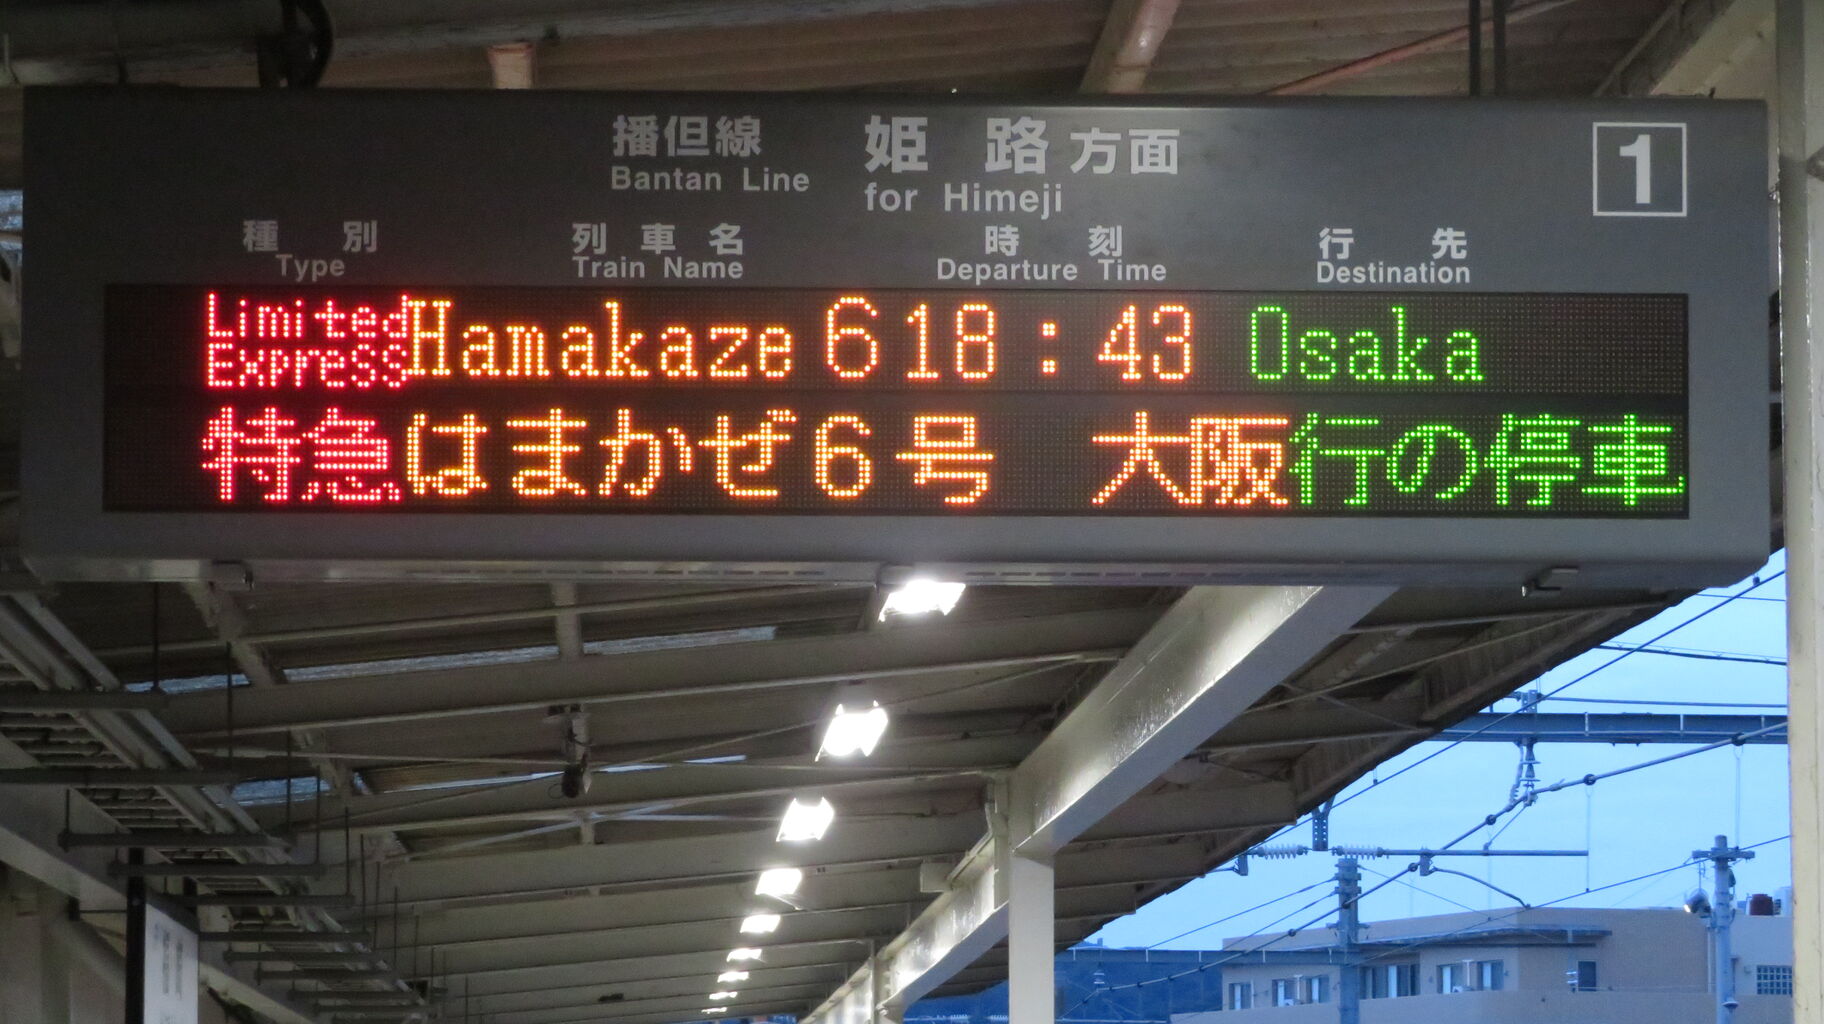 播但線 姫路方面 1
Bantan Line for Himeji
種別 列車名 時刻 行先
Type Train Name Departure Time Destination
Limited Express Hamakaze 6 18:43 Osaka
特急 はまかぜ6号 大阪行の停車